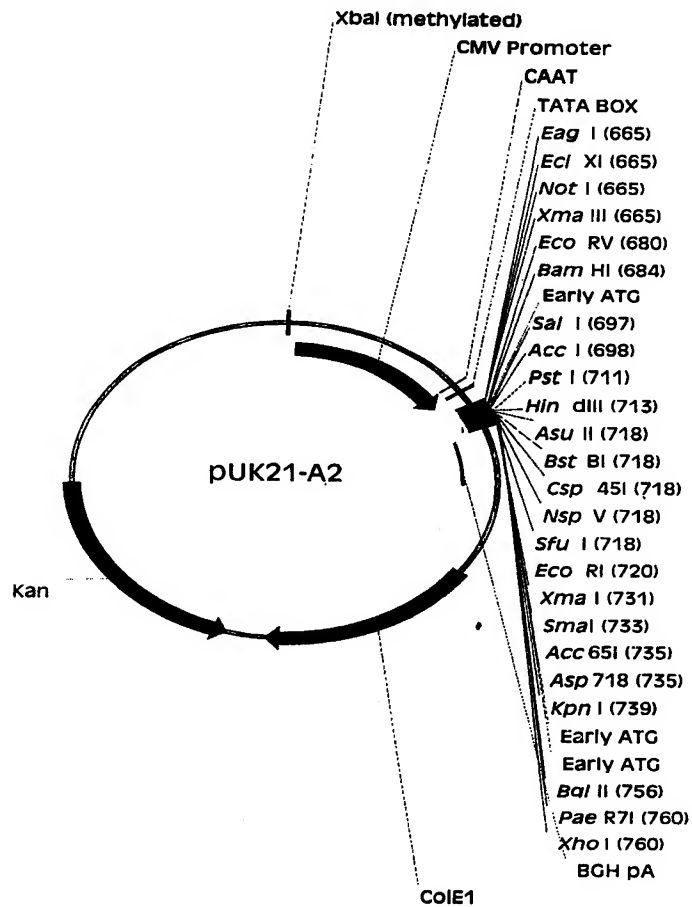 XbaI (methylated)
CMV Promoter
CAAT
TATA BOX
Eag I (665)
Ecl XI (665)
Not I (665)
Xma III (665)
Eco RV (680)
Bam HI (684)
Early ATG
Sal I (697)
Acc I (698)
Pst I (711)
Hin dIII (713)
Asu II (718)
Bst BI (718)
Csp 45I (718)
Nsp V (718)
Sfu I (718)
Eco RI (720)
Xma I (731)
SmaI (733)
Acc 65I (735)
Asp 718 (735)
Kpn I (739)
Early ATG
Early ATG
Bgl II (756)
Pae R7I (760)
Xho I (760)
BGH pA
pUK21-A2
Kan
ColE1